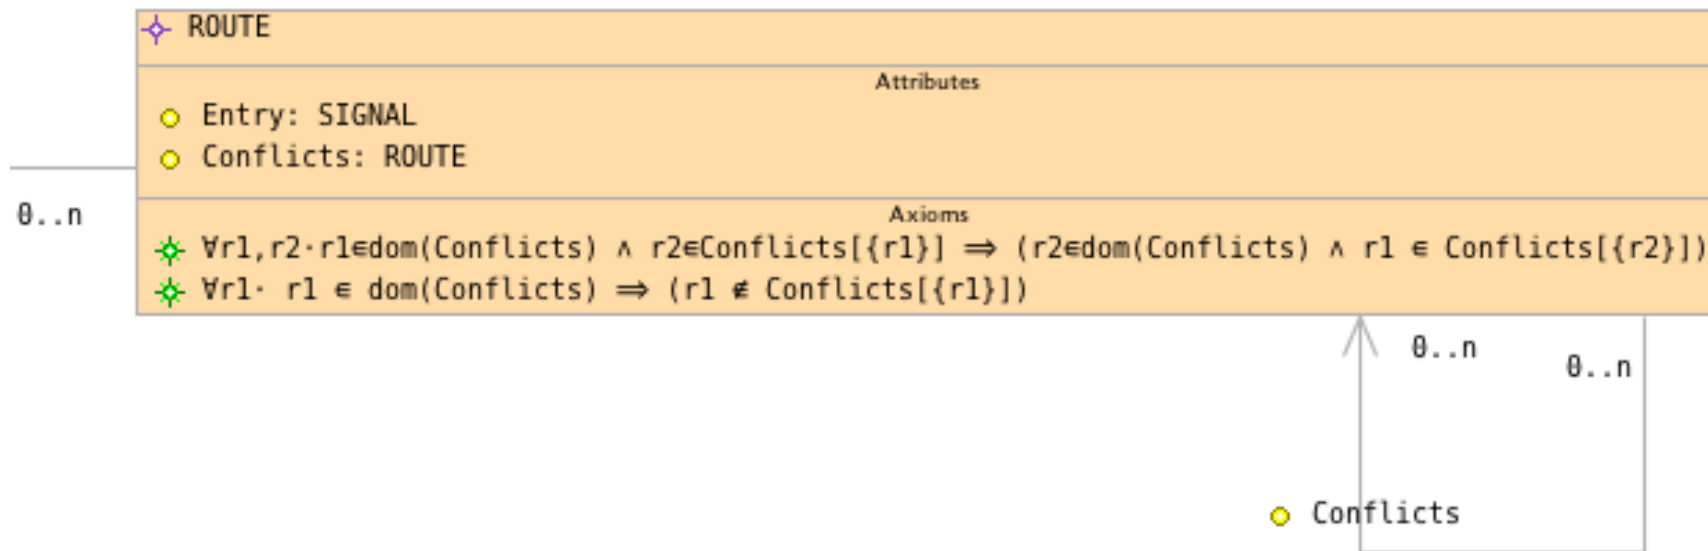 ROUTE
Attributes
Entry: SIGNAL
Conflicts: ROUTE
0..n
Axioms
∀r1,r2·r1∈dom(Conflicts) ∧ r2∈Conflicts[{r1}] ⇒ (r2∈dom(Conflicts) ∧ r1 ∈ Conflicts[{r2}])
∀r1· r1 ∈ dom(Conflicts) ⇒ (r1 ∉ Conflicts[{r1}])
0..n
0..n
Conflicts